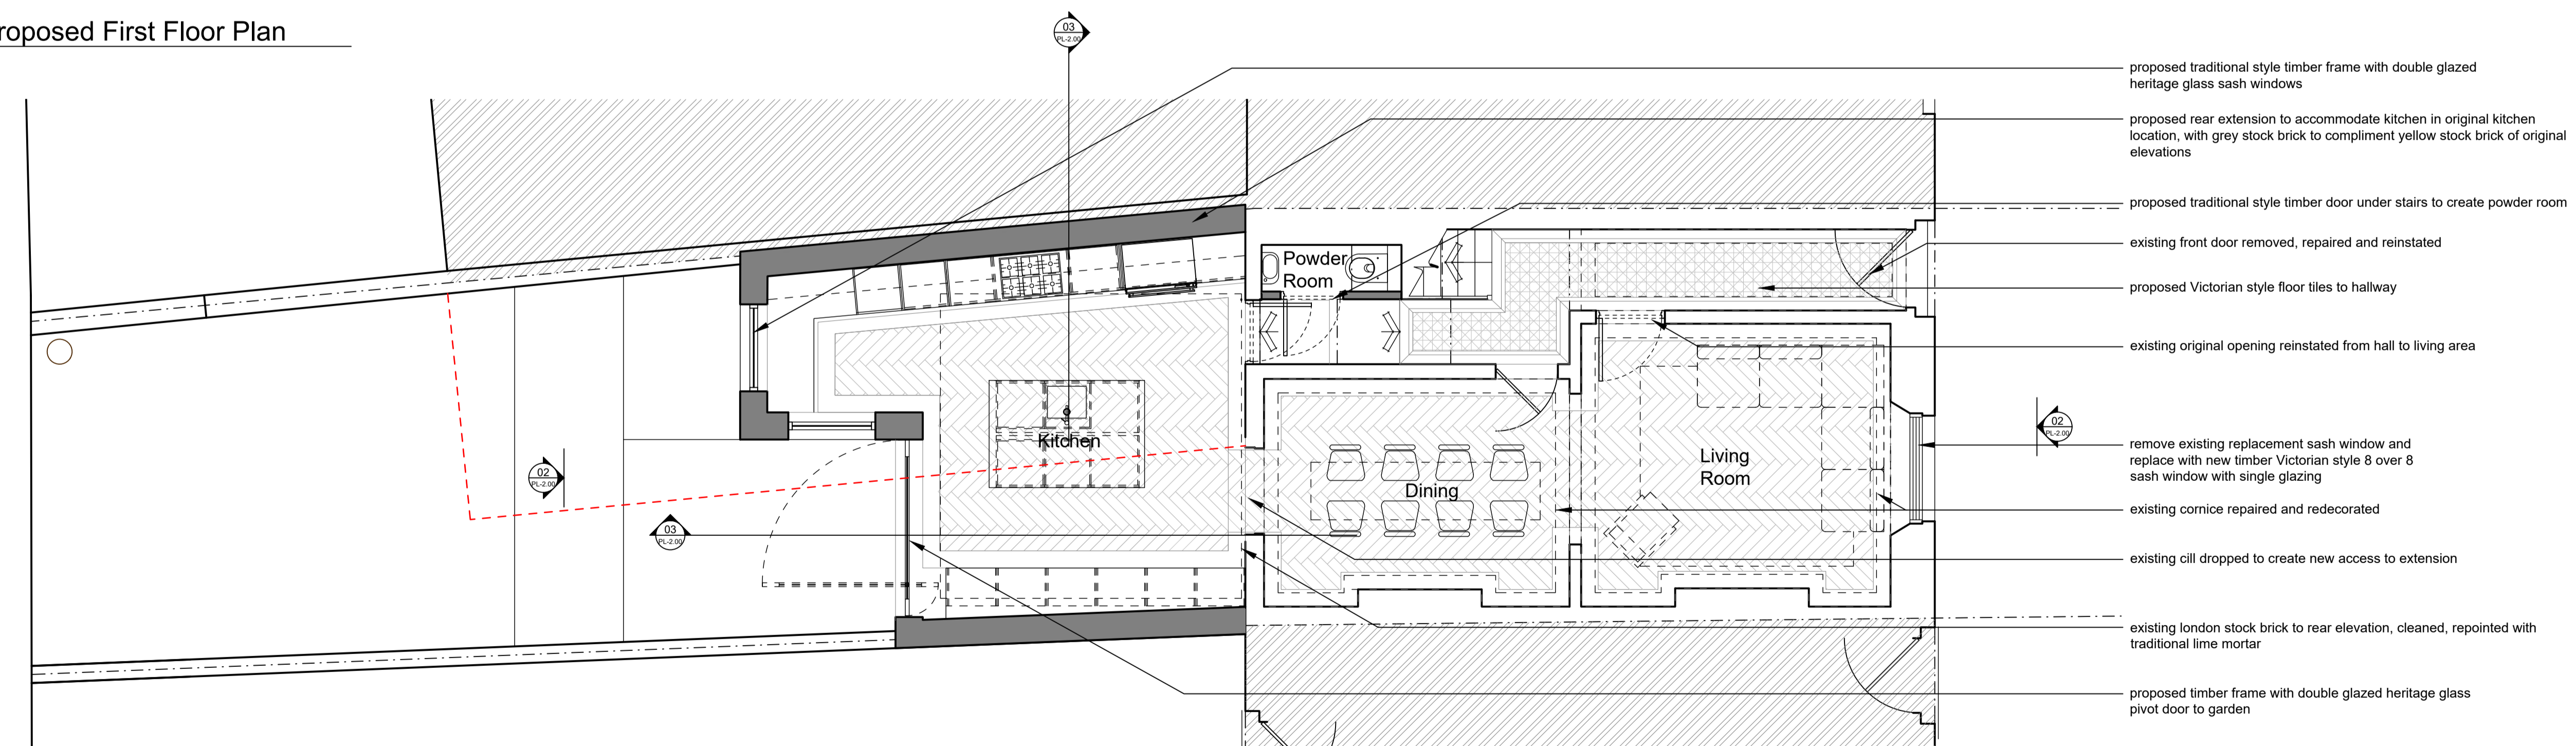 roposed First Floor Plan
03
PL-2.00
proposed traditional style timber frame with double glazed
heritage glass sash windows
proposed rear extension to accommodate kitchen in original kitchen
location, with grey stock brick to compliment yellow stock brick of original
elevations
proposed traditional style timber door under stairs to create powder room
existing front door removed, repaired and reinstated
proposed Victorian style floor tiles to hallway
existing original opening reinstated from hall to living area
remove existing replacement sash window and
replace with new timber Victorian style 8 over 8
sash window with single glazing
existing cornice repaired and redecorated
existing cill dropped to create new access to extension
existing london stock brick to rear elevation, cleaned, repointed with
traditional lime mortar
proposed timber frame with double glazed heritage glass
pivot door to garden
Powder
Room
Kitchen
Dining
Living
Room
02
PL-2.00
02
PL-2.00
03
PL-2.00